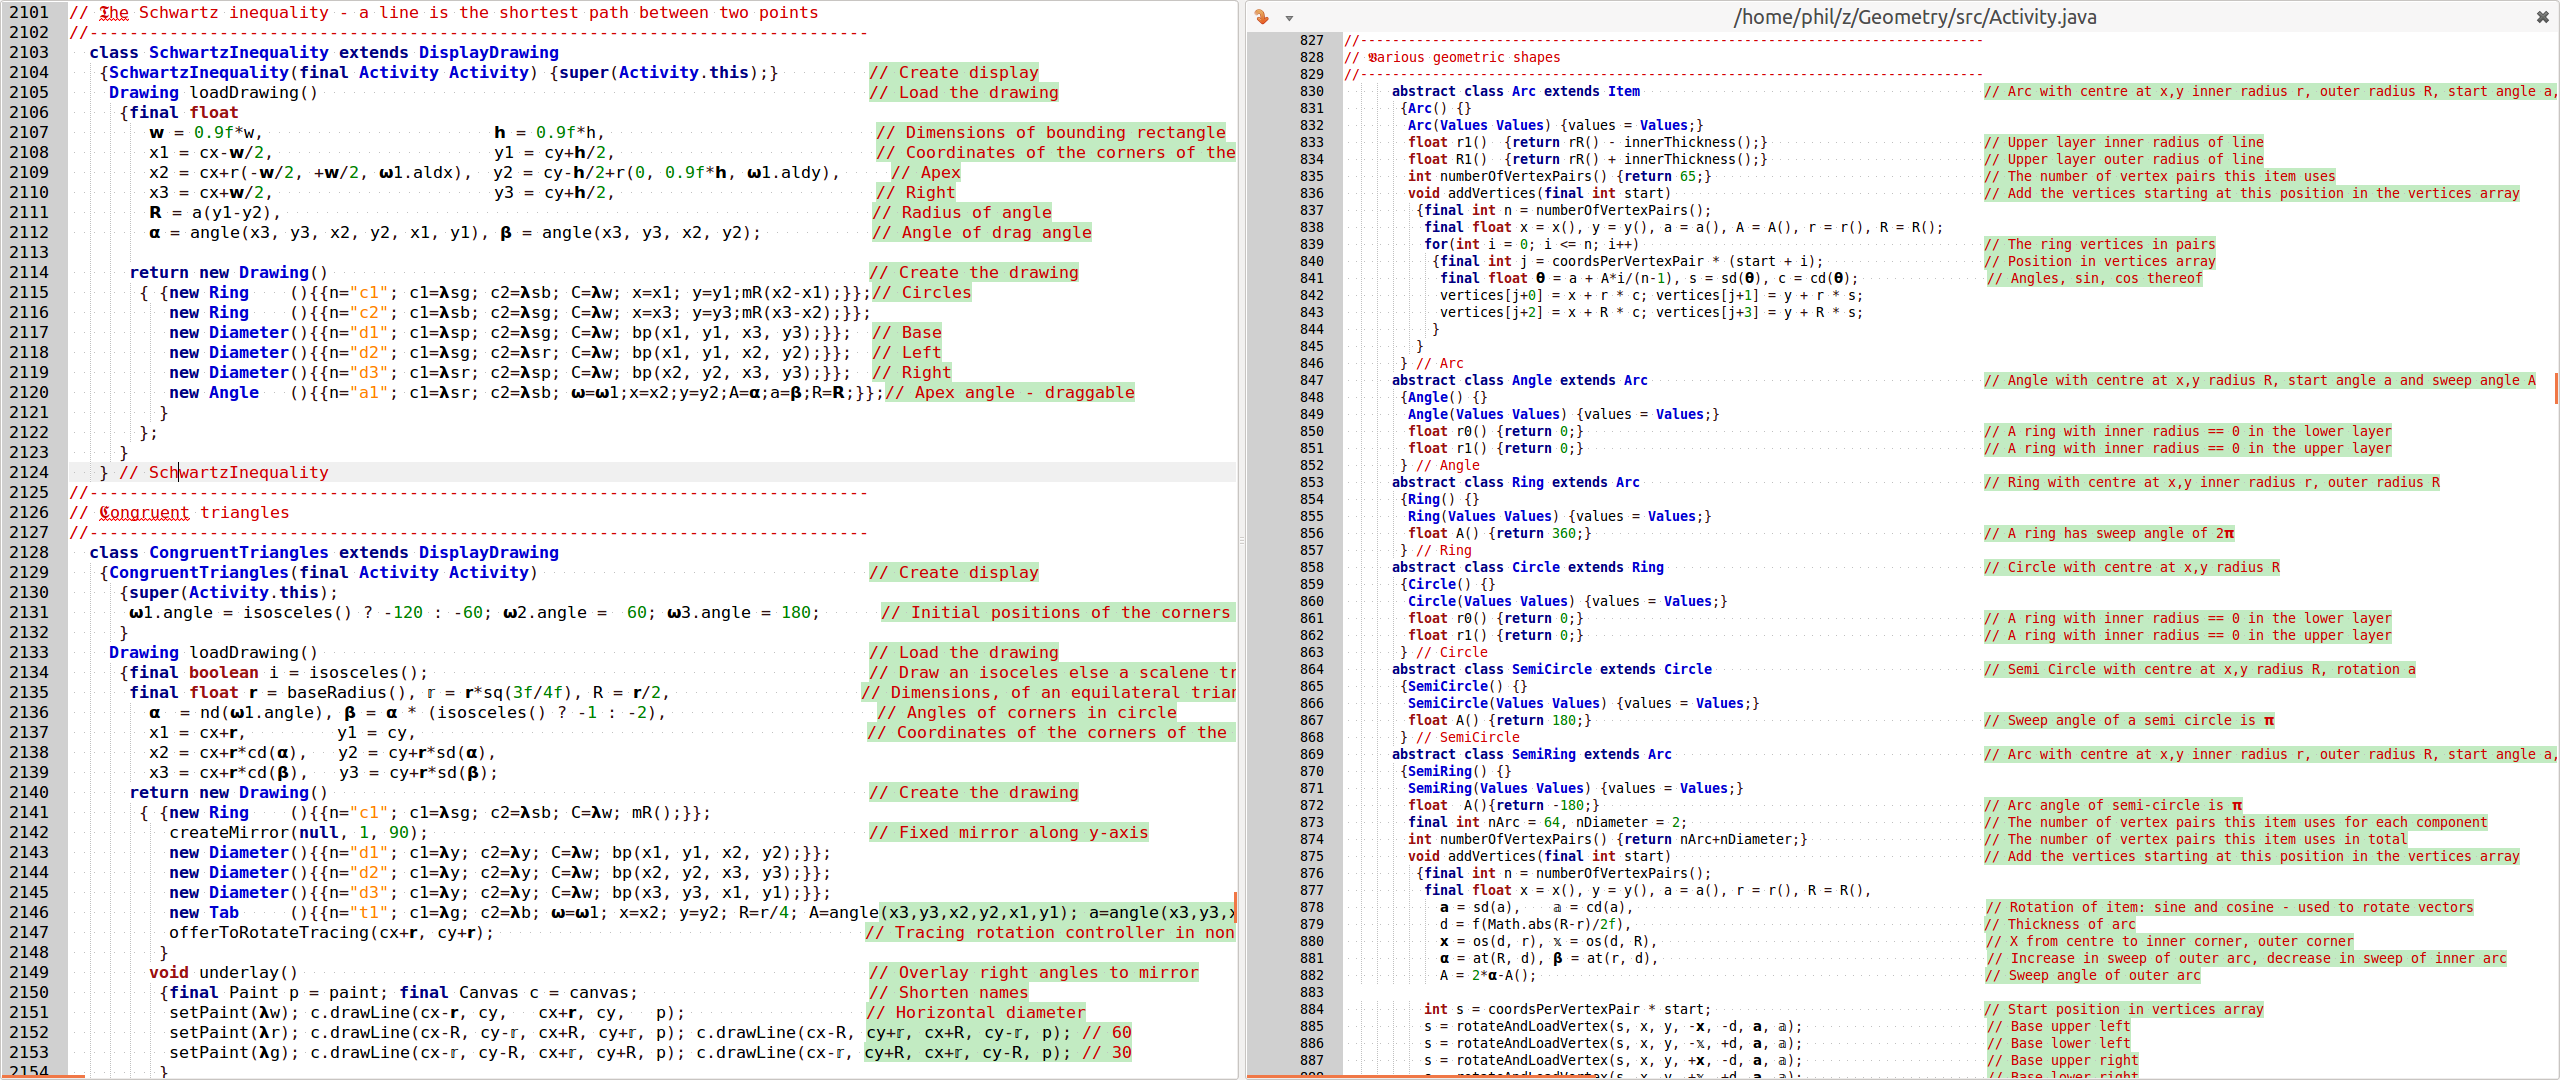 2101 // 𝕿he Schwartz inequality - a line is the shortest path between two points
2102 //------------------------------------------------------------------------------
2103 class SchwartzInequality extends DisplayDrawing
2104 {SchwartzInequality(final Activity Activity) {super(Activity.this);} // Create display
2105 Drawing loadDrawing() // Load the drawing
2106 {final float
2107 𝘄 = 0.9f*w, 𝗵 = 0.9f*h, // Dimensions of bounding rectangle
2108 x1 = cx-𝘄/2, y1 = cy+𝗵/2, // Coordinates of the corners of the
2109 x2 = cx+r(-𝘄/2, +𝘄/2, 𝝎1.aldx), y2 = cy-𝗵/2+r(0, 0.9f*𝗵, 𝝎1.aldy), // Apex
2110 x3 = cx+𝘄/2, y3 = cy+𝗵/2, // Right
2111 𝗥 = a(y1-y2), // Radius of angle
2112 𝝰 = angle(x3, y3, x2, y2, x1, y1), 𝝱 = angle(x3, y3, x2, y2); // Angle of drag angle
2113
2114 return new Drawing() // Create the drawing
2115 { {new Ring (){{n="c1"; c1=𝝺sg; c2=𝝺sb; C=𝝺w; x=x1; y=y1;mR(x2-x1);}};// Circles
2116 new Ring (){{n="c2"; c1=𝝺sb; c2=𝝺sg; C=𝝺w; x=x3; y=y3;mR(x3-x2);}};
2117 new Diameter(){{n="d1"; c1=𝝺sp; c2=𝝺sg; C=𝝺w; bp(x1, y1, x3, y3);}}; // Base
2118 new Diameter(){{n="d2"; c1=𝝺sg; c2=𝝺sr; C=𝝺w; bp(x1, y1, x2, y2);}}; // Left
2119 new Diameter(){{n="d3"; c1=𝝺sr; c2=𝝺sp; C=𝝺w; bp(x2, y2, x3, y3);}}; // Right
2120 new Angle (){{n="a1"; c1=𝝺sr; c2=𝝺sb; 𝝎=𝝎1;x=x2;y=y2;A=𝝰;a=𝝱;R=𝗥;}};// Apex angle - draggable
2121 }
2122 };
2123 }
2124 } // SchwartzInequality
2125 //------------------------------------------------------------------------------
2126 // 𝕮ongruent triangles
2127 //------------------------------------------------------------------------------
2128 class CongruentTriangles extends DisplayDrawing
2129 {CongruentTriangles(final Activity Activity) // Create display
2130 {super(Activity.this);
2131 𝝎1.angle = isosceles() ? -120 : -60; 𝝎2.angle = 60; 𝝎3.angle = 180; // Initial positions of the corners
2132 }
2133 Drawing loadDrawing() // Load the drawing
2134 {final boolean i = isosceles(); // Draw an isoceles else a scalene tr
2135 final float 𝗿 = baseRadius(), 𝕣 = 𝗿*sq(3f/4f), R = 𝗿/2, // Dimensions, of an equilateral trian
2136 𝝰 = nd(𝝎1.angle), 𝝱 = 𝝰 * (isosceles() ? -1 : -2), // Angles of corners in circle
2137 x1 = cx+𝗿, y1 = cy, // Coordinates of the corners of the
2138 x2 = cx+𝗿*cd(𝝰), y2 = cy+𝗿*sd(𝝰),
2139 x3 = cx+𝗿*cd(𝝱), y3 = cy+𝗿*sd(𝝱);
2140 return new Drawing() // Create the drawing
2141 { {new Ring (){{n="c1"; c1=𝝺sg; c2=𝝺sb; C=𝝺w; mR();}};
2142 createMirror(null, 1, 90); // Fixed mirror along y-axis
2143 new Diameter(){{n="d1"; c1=𝝺y; c2=𝝺y; C=𝝺w; bp(x1, y1, x2, y2);}};
2144 new Diameter(){{n="d2"; c1=𝝺y; c2=𝝺y; C=𝝺w; bp(x2, y2, x3, y3);}};
2145 new Diameter(){{n="d3"; c1=𝝺y; c2=𝝺y; C=𝝺w; bp(x3, y3, x1, y1);}};
2146 new Tab (){{n="t1"; c1=𝝺g; c2=𝝺b; 𝝎=𝝎1; x=x2; y=y2; R=r/4; A=angle(x3,y3,x2,y2,x1,y1); a=angle(x3,y3,x
2147 offerToRotateTracing(cx+𝗿, cy+𝗿); // Tracing rotation controller in non
2148 }
2149 void underlay() // Overlay right angles to mirror
2150 {final Paint p = paint; final Canvas c = canvas; // Shorten names
2151 setPaint(𝝺w); c.drawLine(cx-𝗿, cy, cx+𝗿, cy, p); // Horizontal diameter
2152 setPaint(𝝺r); c.drawLine(cx-R, cy-𝕣, cx+R, cy+𝕣, p); c.drawLine(cx-R, cy+𝕣, cx+R, cy-𝕣, p); // 60
2153 setPaint(𝝺g); c.drawLine(cx-𝕣, cy-R, cx+𝕣, cy+R, p); c.drawLine(cx-𝕣, cy+R, cx+𝕣, cy-R, p); // 30
2154 }
/home/phil/z/Geometry/src/Activity.java
827 //------------------------------------------------------------------------------
828 // 𝖁arious geometric shapes
829 //------------------------------------------------------------------------------
830 abstract class Arc extends Item // Arc with centre at x,y inner radius r, outer radius R, start angle a,
831 {Arc() {}
832 Arc(Values Values) {values = Values;}
833 float r1() {return rR() - innerThickness();} // Upper layer inner radius of line
834 float R1() {return rR() + innerThickness();} // Upper layer outer radius of line
835 int numberOfVertexPairs() {return 65;} // The number of vertex pairs this item uses
836 void addVertices(final int start) // Add the vertices starting at this position in the vertices array
837 {final int n = numberOfVertexPairs();
838 final float x = x(), y = y(), a = a(), A = A(), r = r(), R = R();
839 for(int i = 0; i <= n; i++) // The ring vertices in pairs
840 {final int j = coordsPerVertexPair * (start + i); // Position in vertices array
841 final float 𝝷 = a + A*i/(n-1), s = sd(𝝷), c = cd(𝝷); // Angles, sin, cos thereof
842 vertices[j+0] = x + r * c; vertices[j+1] = y + r * s;
843 vertices[j+2] = x + R * c; vertices[j+3] = y + R * s;
844 }
845 }
846 } // Arc
847 abstract class Angle extends Arc // Angle with centre at x,y radius R, start angle a and sweep angle A
848 {Angle() {}
849 Angle(Values Values) {values = Values;}
850 float r0() {return 0;} // A ring with inner radius == 0 in the lower layer
851 float r1() {return 0;} // A ring with inner radius == 0 in the upper layer
852 } // Angle
853 abstract class Ring extends Arc // Ring with centre at x,y inner radius r, outer radius R
854 {Ring() {}
855 Ring(Values Values) {values = Values;}
856 float A() {return 360;} // A ring has sweep angle of 2𝝿
857 } // Ring
858 abstract class Circle extends Ring // Circle with centre at x,y radius R
859 {Circle() {}
860 Circle(Values Values) {values = Values;}
861 float r0() {return 0;} // A ring with inner radius == 0 in the lower layer
862 float r1() {return 0;} // A ring with inner radius == 0 in the upper layer
863 } // Circle
864 abstract class SemiCircle extends Circle // Semi Circle with centre at x,y radius R, rotation a
865 {SemiCircle() {}
866 SemiCircle(Values Values) {values = Values;}
867 float A() {return 180;} // Sweep angle of a semi circle is 𝝿
868 } // SemiCircle
869 abstract class SemiRing extends Arc // Arc with centre at x,y inner radius r, outer radius R, start angle a,
870 {SemiRing() {}
871 SemiRing(Values Values) {values = Values;}
872 float A(){return -180;} // Arc angle of semi-circle is 𝝿
873 final int nArc = 64, nDiameter = 2; // The number of vertex pairs this item uses for each component
874 int numberOfVertexPairs() {return nArc+nDiameter;} // The number of vertex pairs this item uses in total
875 void addVertices(final int start) // Add the vertices starting at this position in the vertices array
876 {final int n = numberOfVertexPairs();
877 final float x = x(), y = y(), a = a(), r = r(), R = R(),
878 𝗮 = sd(a), 𝕒 = cd(a), // Rotation of item: sine and cosine - used to rotate vectors
879 d = f(Math.abs(R-r)/2f), // Thickness of arc
880 𝘅 = os(d, r), 𝕩 = os(d, R), // X from centre to inner corner, outer corner
881 𝝰 = at(R, d), 𝝱 = at(r, d), // Increase in sweep of outer arc, decrease in sweep of inner arc
882 A = 2*𝝰-A(); // Sweep angle of outer arc
883
884 int s = coordsPerVertexPair * start; // Start position in vertices array
885 s = rotateAndLoadVertex(s, x, y, -𝘅, -d, 𝗮, 𝕒); // Base upper left
886 s = rotateAndLoadVertex(s, x, y, -𝕩, +d, 𝗮, 𝕒); // Base lower left
887 s = rotateAndLoadVertex(s, x, y, +𝘅, -d, 𝗮, 𝕒); // Base upper right
888 s = rotateAndLoadVertex(s, x, y, +𝕩, +d, 𝗮, 𝕒); // Base lower right